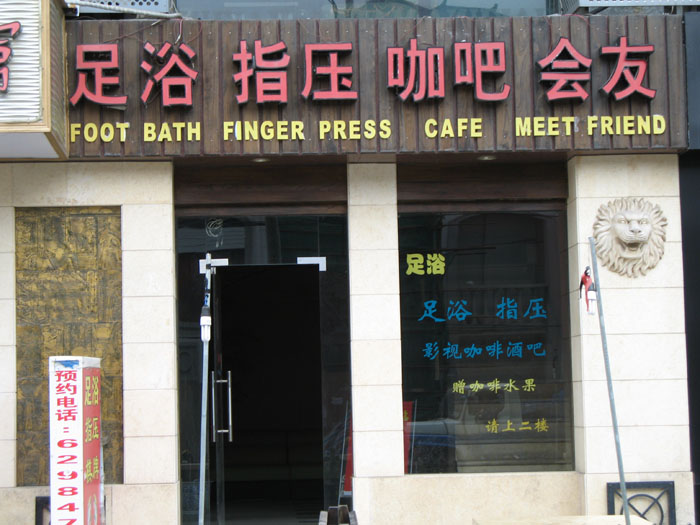 足浴 指压 咖吧 会友
FOOT BATH FINGER PRESS CAFE MEET FRIEND
足浴
足浴 指压
影视咖啡酒吧
赠咖啡水果
请上二楼
预约电话:62984
足浴 指压 棋牌